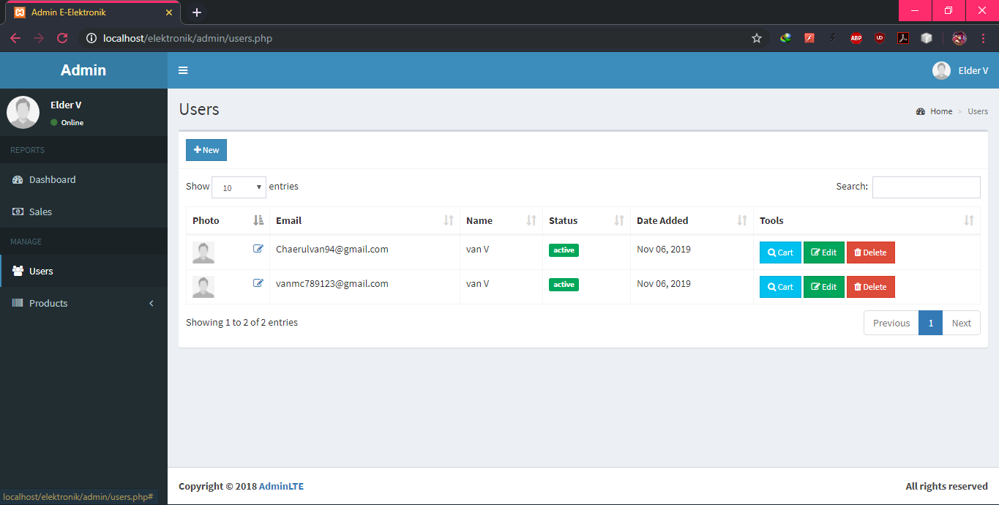 Admin E-Elektronik
localhost/elektronik/admin/users.php
ABP
UD
Admin
Elder V
Elder V
Online
Users
Home > Users
REPORTS
Dashboard
Sales
MANAGE
Users
Products
New
Show 10 entries
Search:
Photo Email Name Status Date Added Tools
Chaerulvan94@gmail.com van V active Nov 06, 2019 Cart Edit Delete
vanmc789123@gmail.com van V active Nov 06, 2019 Cart Edit Delete
Showing 1 to 2 of 2 entries
Previous 1 Next
Copyright © 2018 AdminLTE
All rights reserved
localhost/elektronik/admin/users.php#